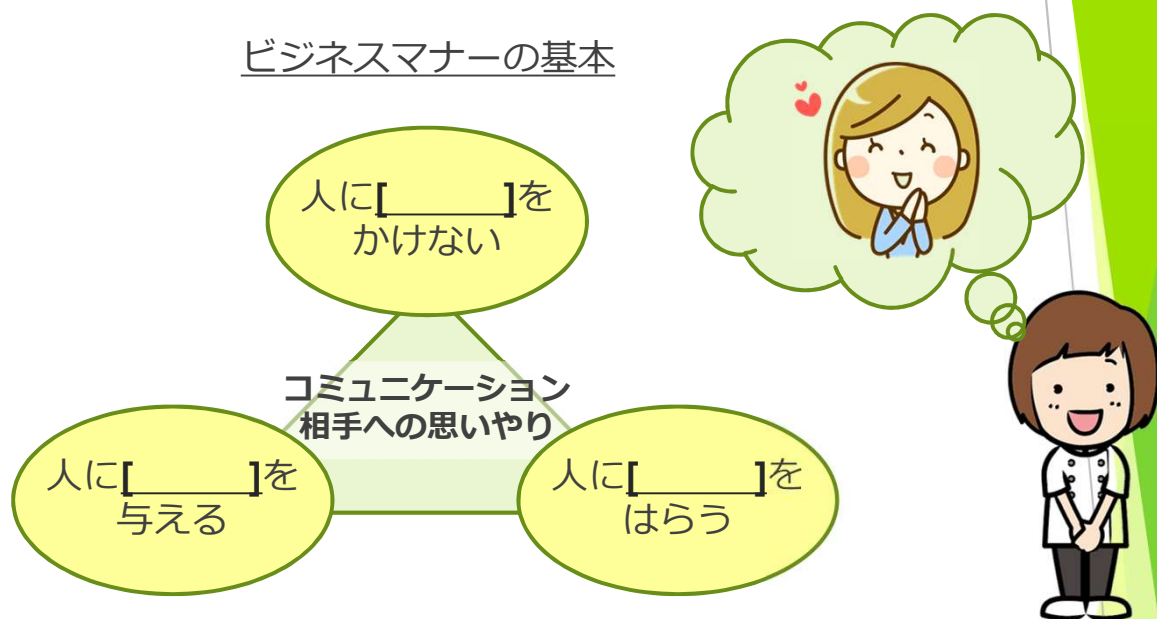 ビジネスマナーの基本
人に[______]を
かけない
コミュニケーション
相手への思いやり
人に[______]を
与える
人に[______]を
はらう